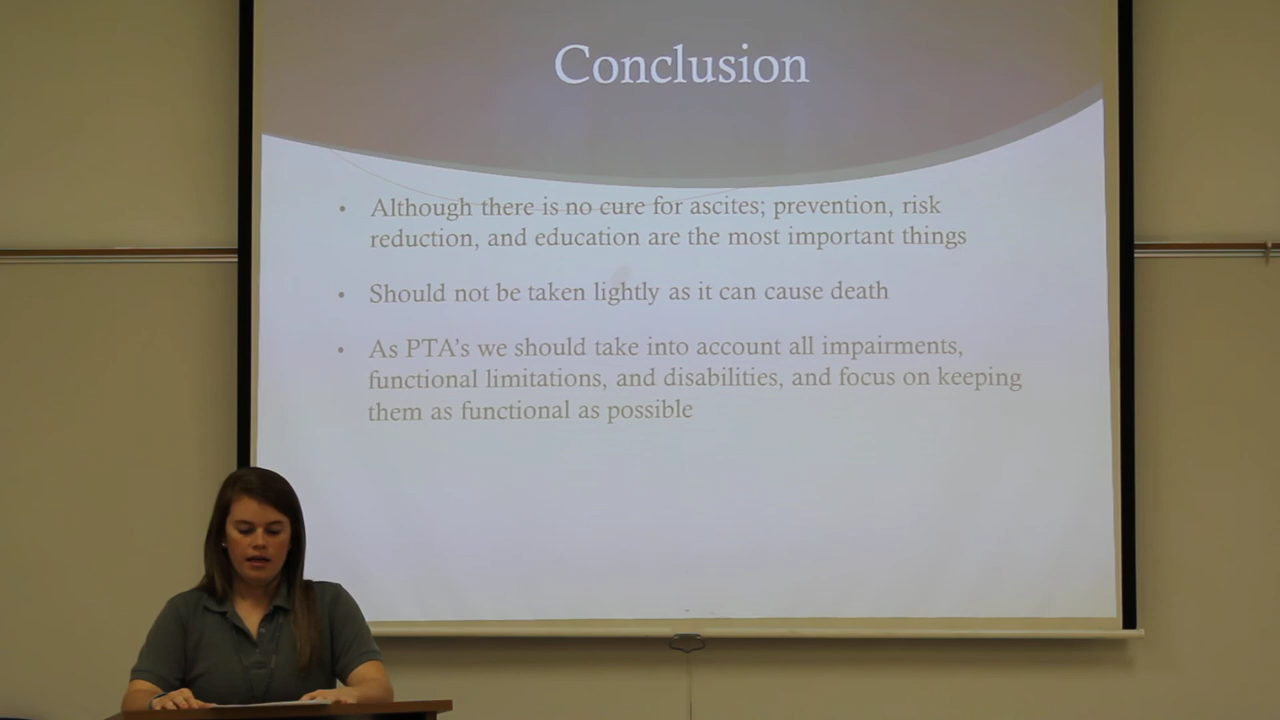 Conclusion
• Although there is no cure for ascites; prevention, risk
reduction, and education are the most important things
• Should not be taken lightly as it can cause death
• As PTA's we should take into account all impairments,
functional limitations, and disabilities, and focus on keeping
them as functional as possible